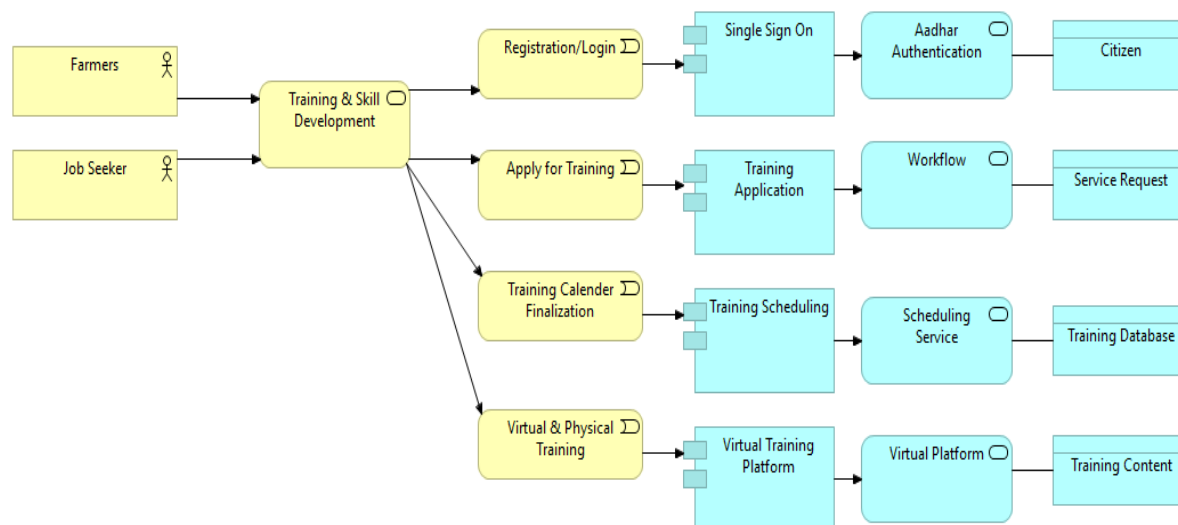 Farmers
Job Seeker
Training & Skill
Development
Registration/Login
Apply for Training
Training Calender
Finalization
Virtual & Physical
Training
Single Sign On
Training
Application
Training Scheduling
Virtual Training
Platform
Aadhar
Authentication
Workflow
Scheduling
Service
Virtual Platform
Citizen
Service Request
Training Database
Training Content